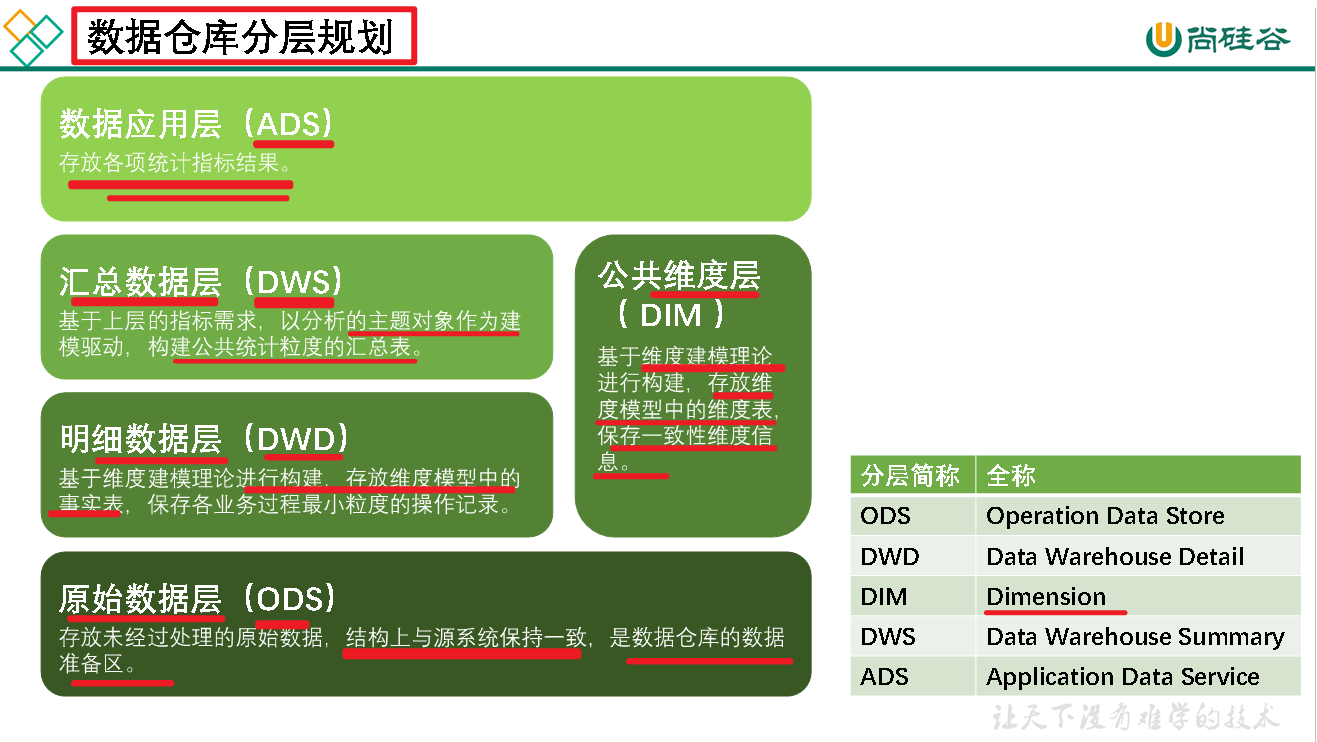 数据仓库分层规划
尚硅谷
数据应用层（ADS）
存放各项统计指标结果。
汇总数据层（DWS）
基于上层的指标需求，以分析的主题对象作为建
模驱动，构建公共统计粒度的汇总表。
公共维度层
（ DIM ）
基于维度建模理论
进行构建，存放维
度模型中的维度表，
保存一致性维度信
息。
明细数据层（DWD）
基于维度建模理论进行构建，存放维度模型中的
事实表，保存各业务过程最小粒度的操作记录。
原始数据层（ODS）
存放未经过处理的原始数据，结构上与源系统保持一致，是数据仓库的数据
准备区。
分层简称 全称
ODS Operation Data Store
DWD Data Warehouse Detail
DIM Dimension
DWS Data Warehouse Summary
ADS Application Data Service
让天下没有难学的技术